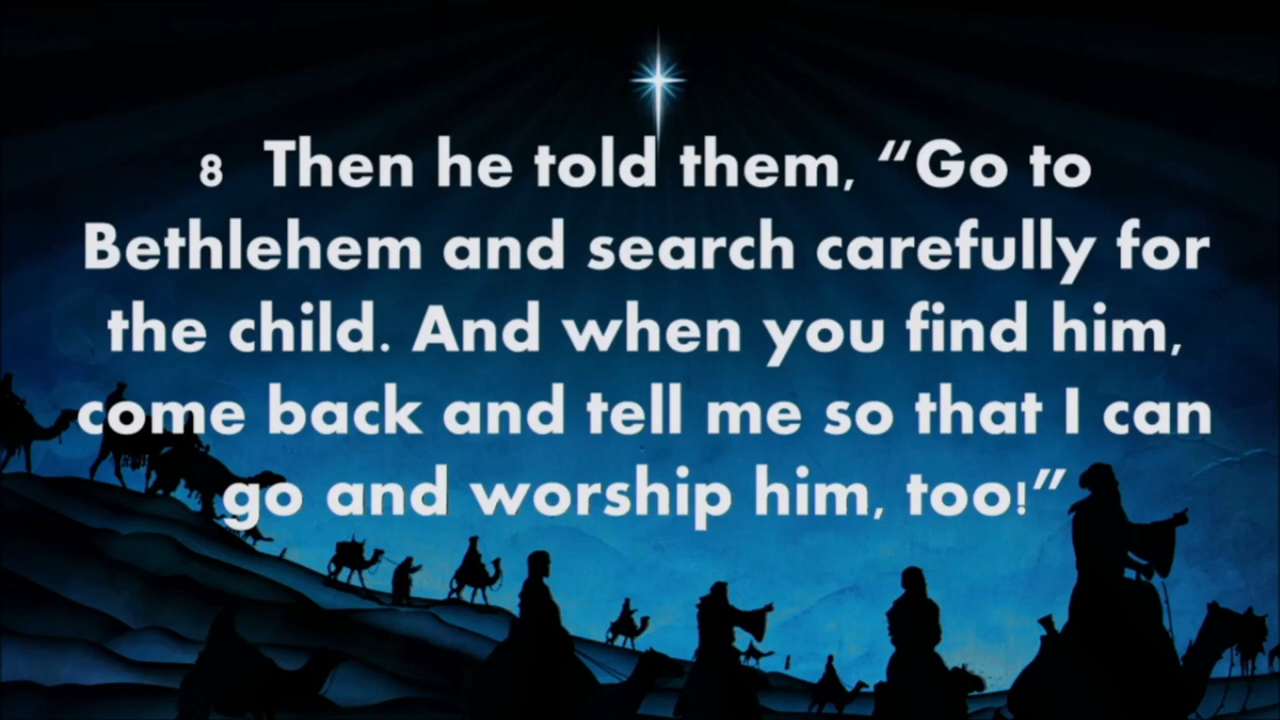 8 Then he told them, “Go to
Bethlehem and search carefully for
the child. And when you find him,
come back and tell me so that I can
go and worship him, too!”